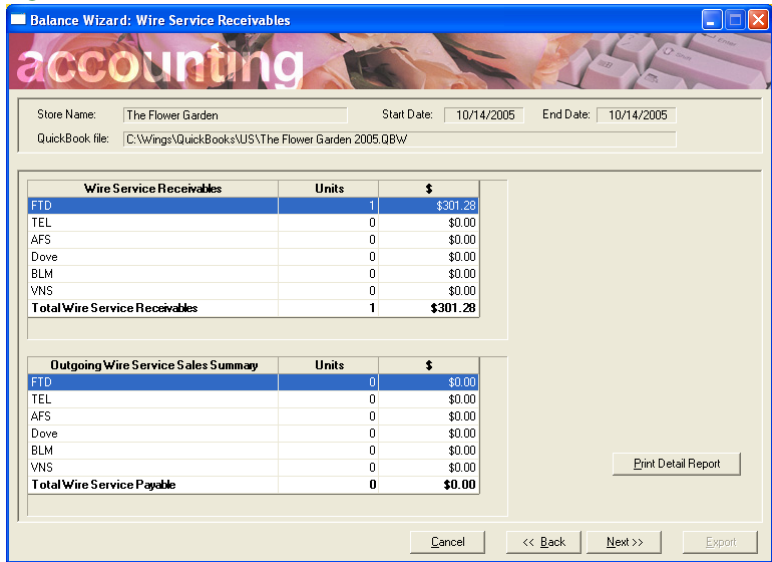 Balance Wizard: Wire Service Receivables
accounting
Store Name: The Flower Garden Start Date: 10/14/2005 End Date: 10/14/2005
QuickBook file: C:\Wings\QuickBooks\US\The Flower Garden 2005.QBW
Wire Service Receivables Units $
FTD 1 $301.28
TEL 0 $0.00
AFS 0 $0.00
Dove 0 $0.00
BLM 0 $0.00
VNS 0 $0.00
Total Wire Service Receivables 1 $301.28
Outgoing Wire Service Sales Summary Units $
FTD 0 $0.00
TEL 0 $0.00
AFS 0 $0.00
Dove 0 $0.00
BLM 0 $0.00
VNS 0 $0.00
Total Wire Service Payable 0 $0.00
Print Detail Report
Cancel << Back Next >> Export